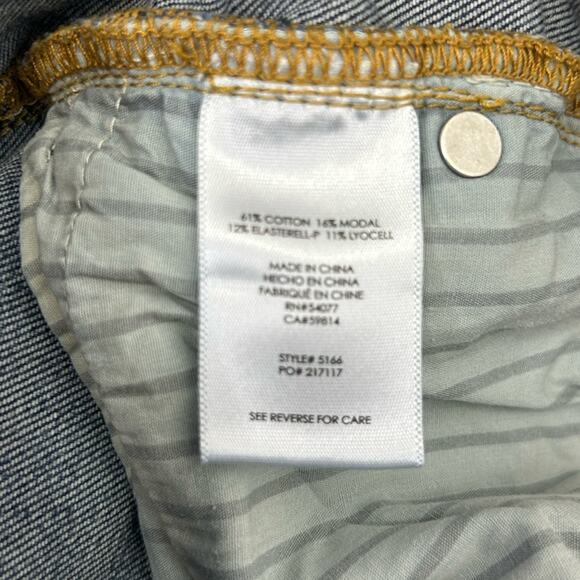 61% COTTON 16% MODAL
12% ELASTERELL-P 11% LYOCELL
MADE IN CHINA
HECHO EN CHINA
FABRIQUÉ EN CHINE
RN#54077
CA#59814
STYLE# 5166
PO# 217117
SEE REVERSE FOR CARE